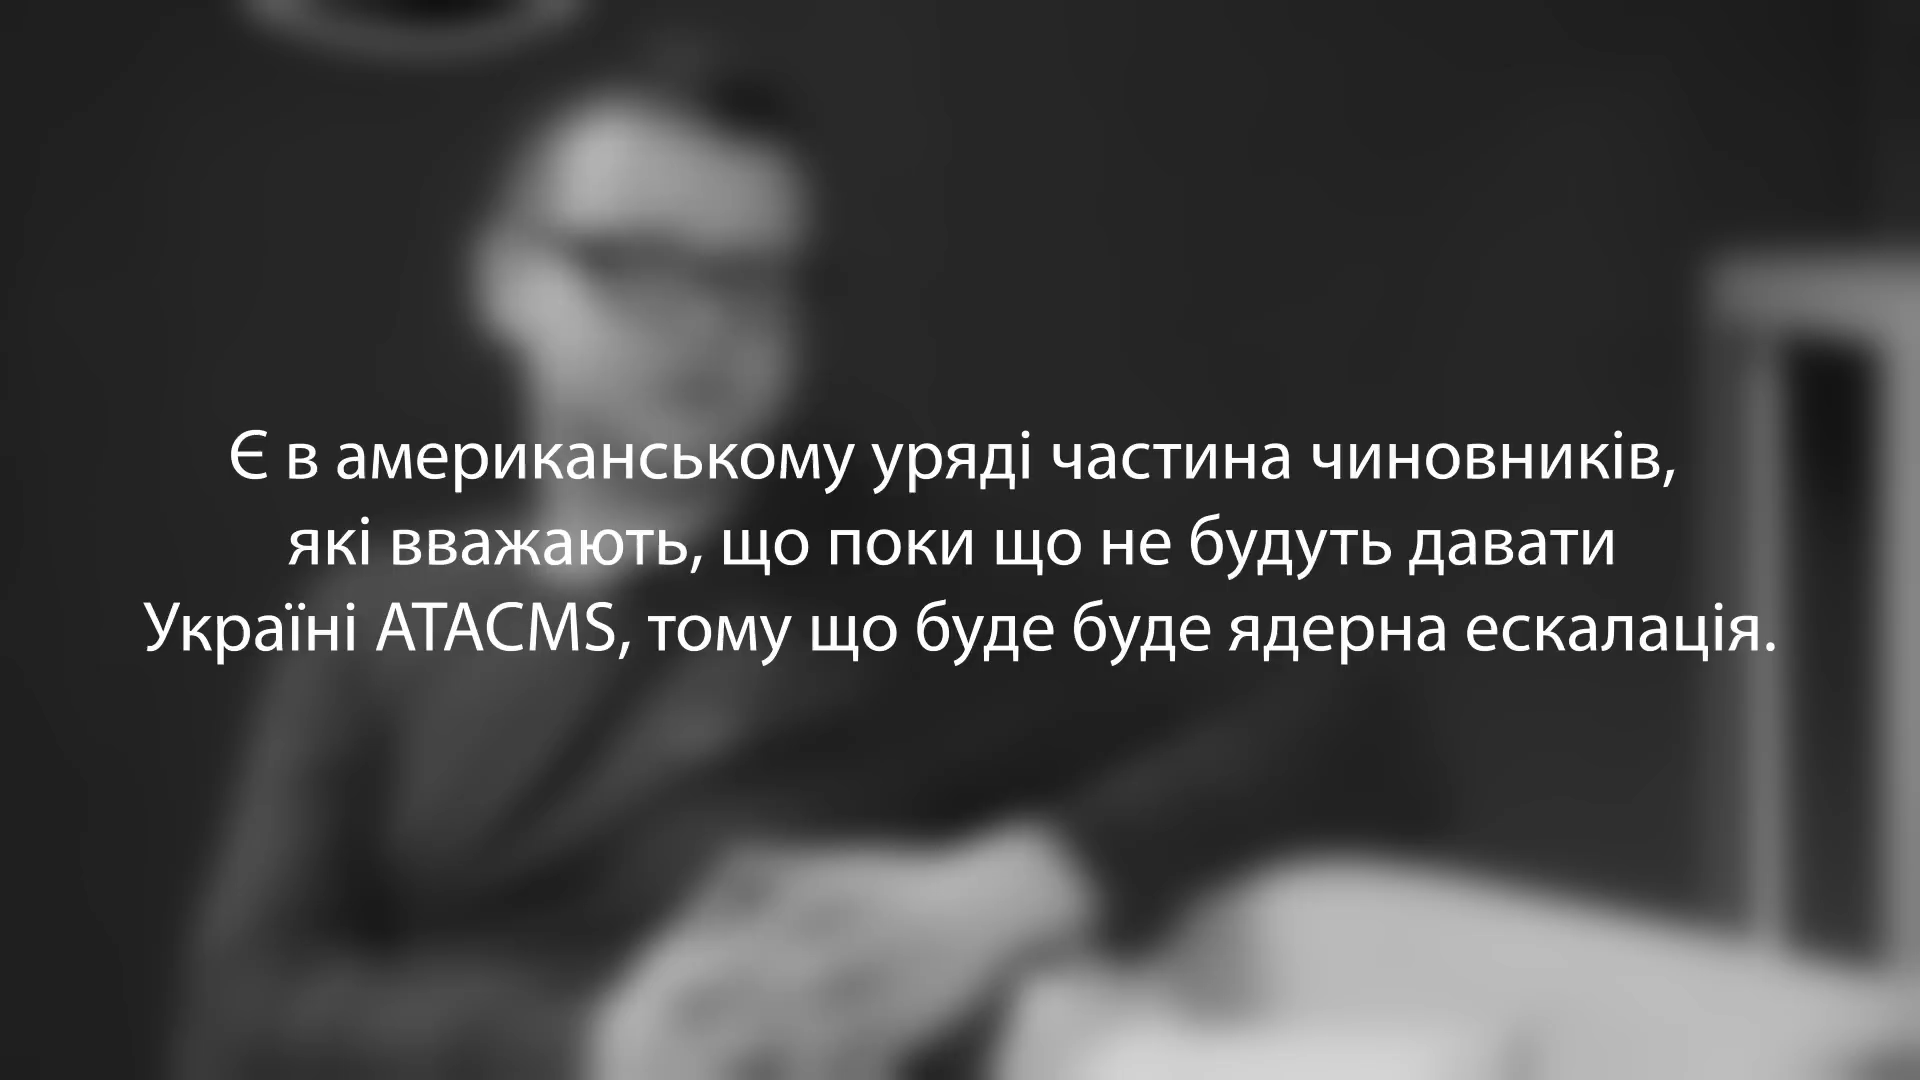 Є в американському уряді частина чиновників,
які вважають, що поки що не будуть давати
Україні ATACMS, тому що буде буде ядерна ескалація.